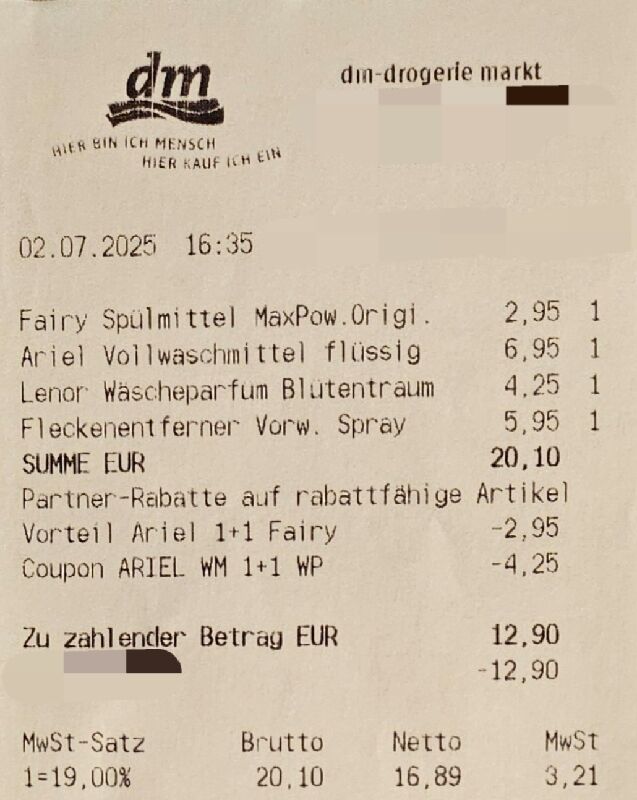 dm
dm-drogerie markt
HIER BIN ICH MENSCH
HIER KAUF ICH EIN
02.07.2025 16:35
Fairy Spülmittel MaxPow.Origi. 2,95 1
Ariel Vollwaschmittel flüssig 6,95 1
Lenor Wäscheparfum Blütentraum 4,25 1
Fleckenentferner Vorw. Spray 5,95 1
SUMME EUR 20,10
Partner-Rabatte auf rabattfähige Artikel
Vorteil Ariel 1+1 Fairy -2,95
Coupon ARIEL WM 1+1 WP -4,25
Zu zahlender Betrag EUR 12,90
-12,90
MwSt-Satz Brutto Netto MwSt
1=19,00% 20,10 16,89 3,21